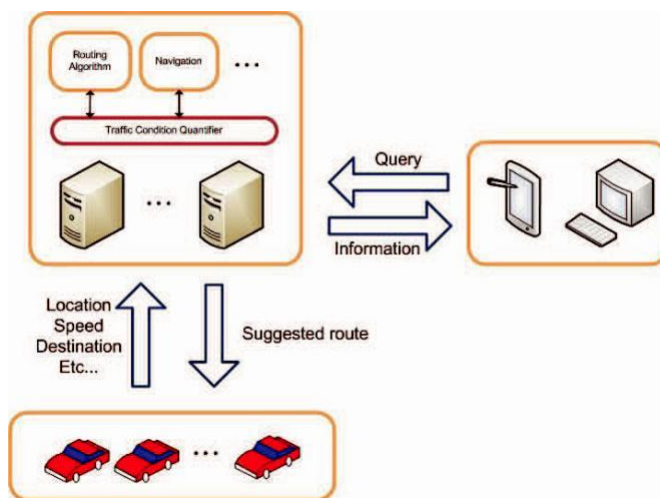 Routing
Algorithm
Navigation
...
Traffic Condition Quantifier
...
Query
Information
Location
Speed
Destination
Etc...
Suggested route
...